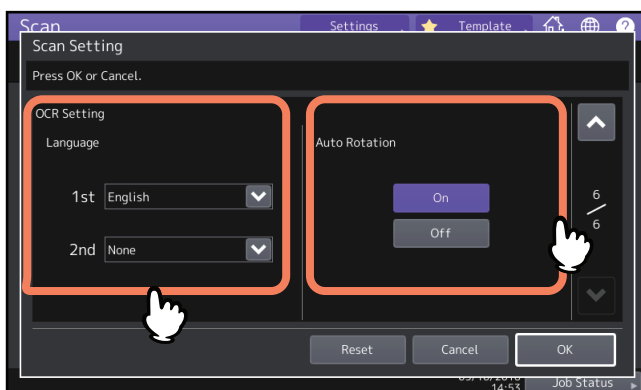 Scan Settings Template ?
Scan Setting
Press OK or Cancel.
OCR Setting
Language
Auto Rotation
1st English
On
6
6
Off
2nd None
Reset Cancel OK
14:53 Job Status